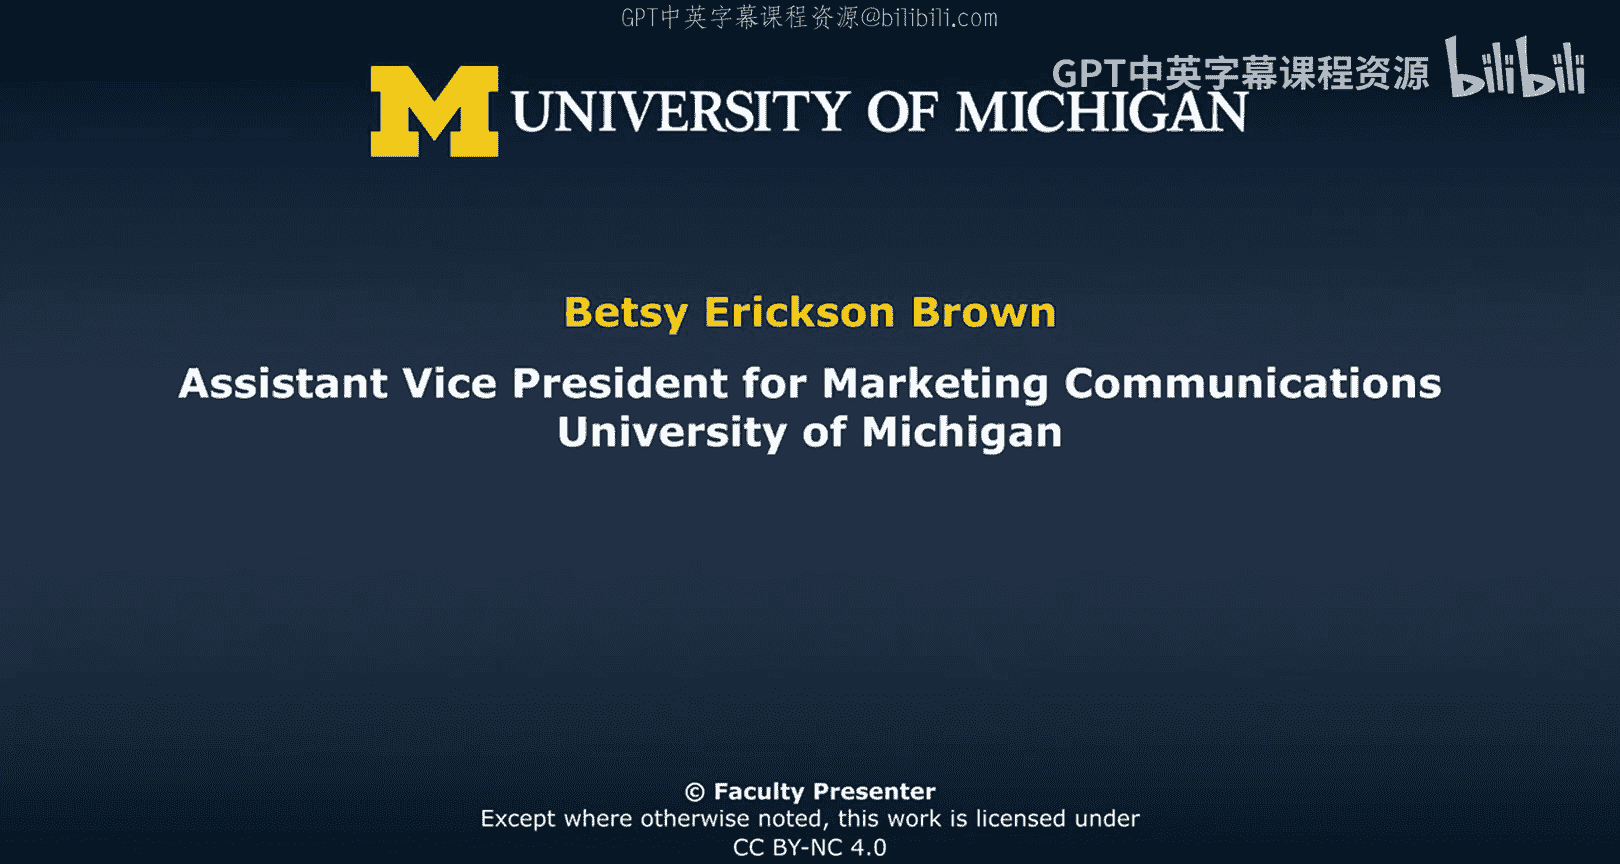 GPT中英字幕课程资源@bilibili.com
GPT中英字幕课程资源 bilibili
M UNIVERSITY OF MICHIGAN
Betsy Erickson Brown
Assistant Vice President for Marketing Communications
University of Michigan
© Faculty Presenter
Except where otherwise noted, this work is licensed under
CC BY-NC 4.0